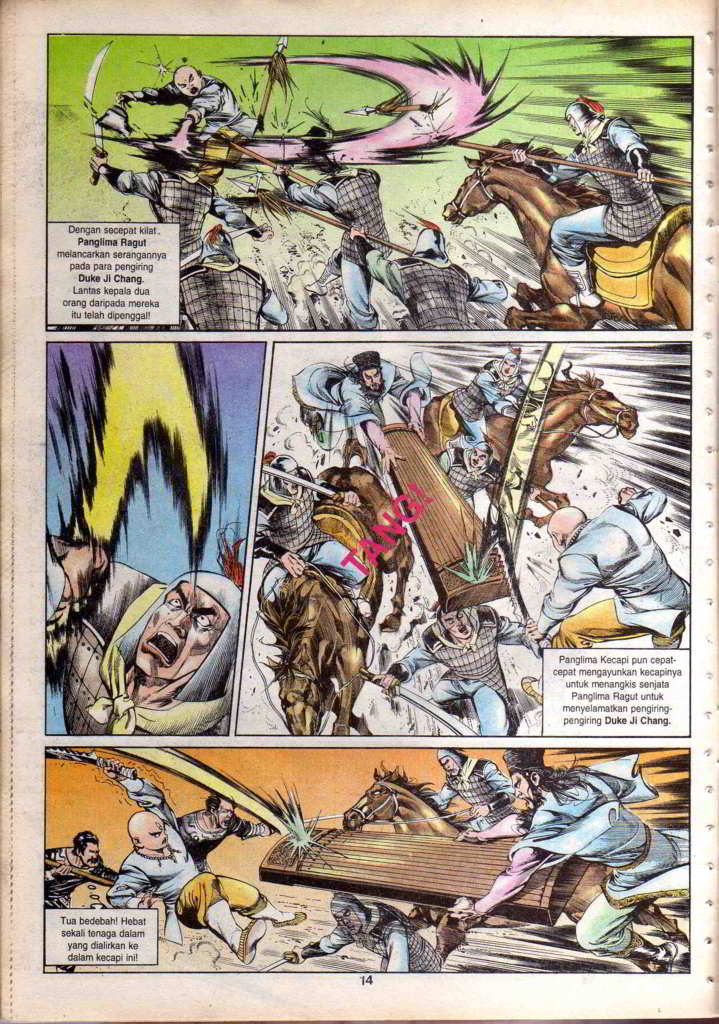 Dengan secepat kilat.
Panglima Ragut
melancarkan serangannya
pada para pengiring
Duke Ji Chang.
Lantas kepala dua
orang daripada mereka
itu telah dipenggal!
TANG!
Panglima Kecapi pun cepat-
cepat mengayunkan kecapinya
untuk menangkis senjata
Panglima Ragut untuk
menyelamatkan pengiring-
pengiring Duke Ji Chang.
Tua bedebah! Hebat
sekali tenaga dalam
yang dialirkan ke
dalam kecapi ini!
14